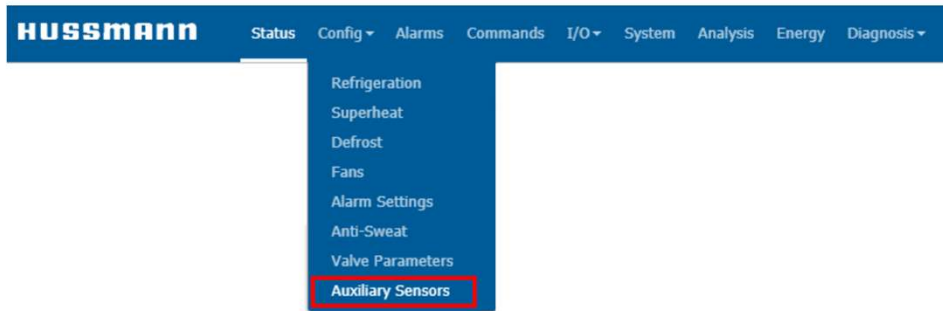 HUSSMANN Status Config Alarms Commands I/O System Analysis Energy Diagnosis
Refrigeration
Superheat
Defrost
Fans
Alarm Settings
Anti-Sweat
Valve Parameters
Auxiliary Sensors